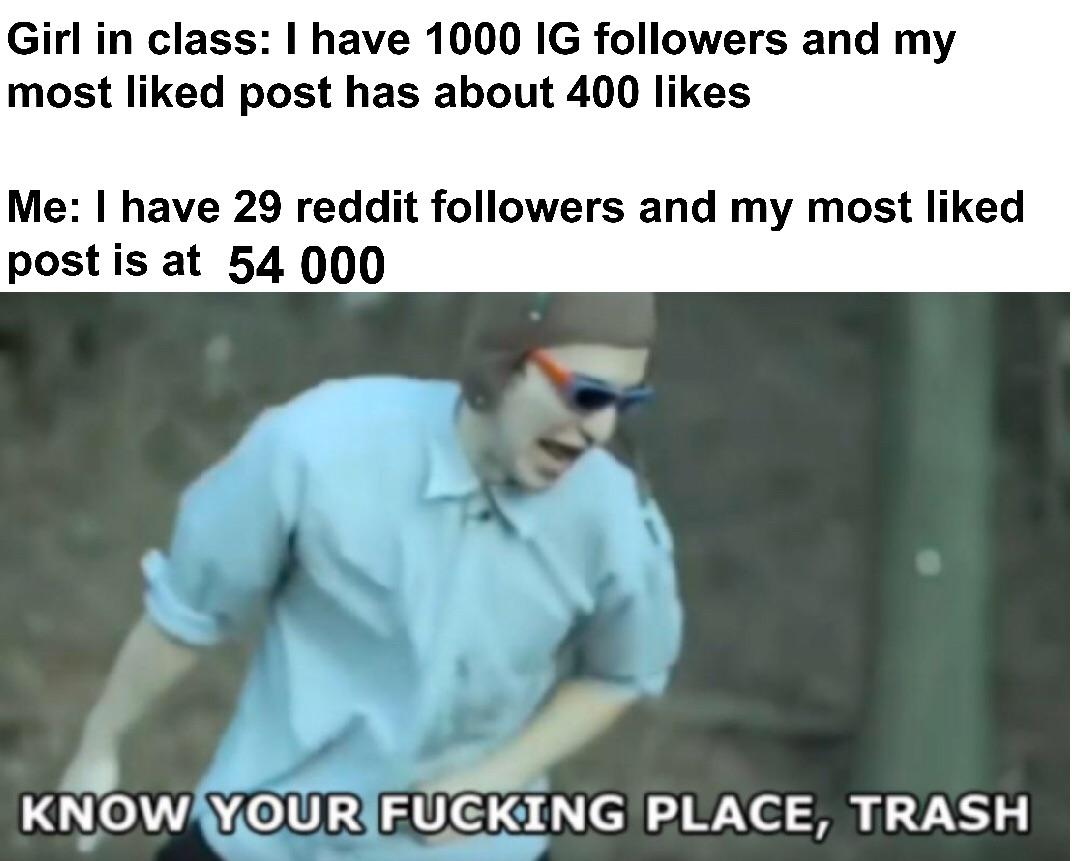 Girl in class: I have 1000 IG followers and my
most liked post has about 400 likes
Me: I have 29 reddit followers and my most liked
post is at 54 000
KNOW YOUR FUCKING PLACE, TRASH